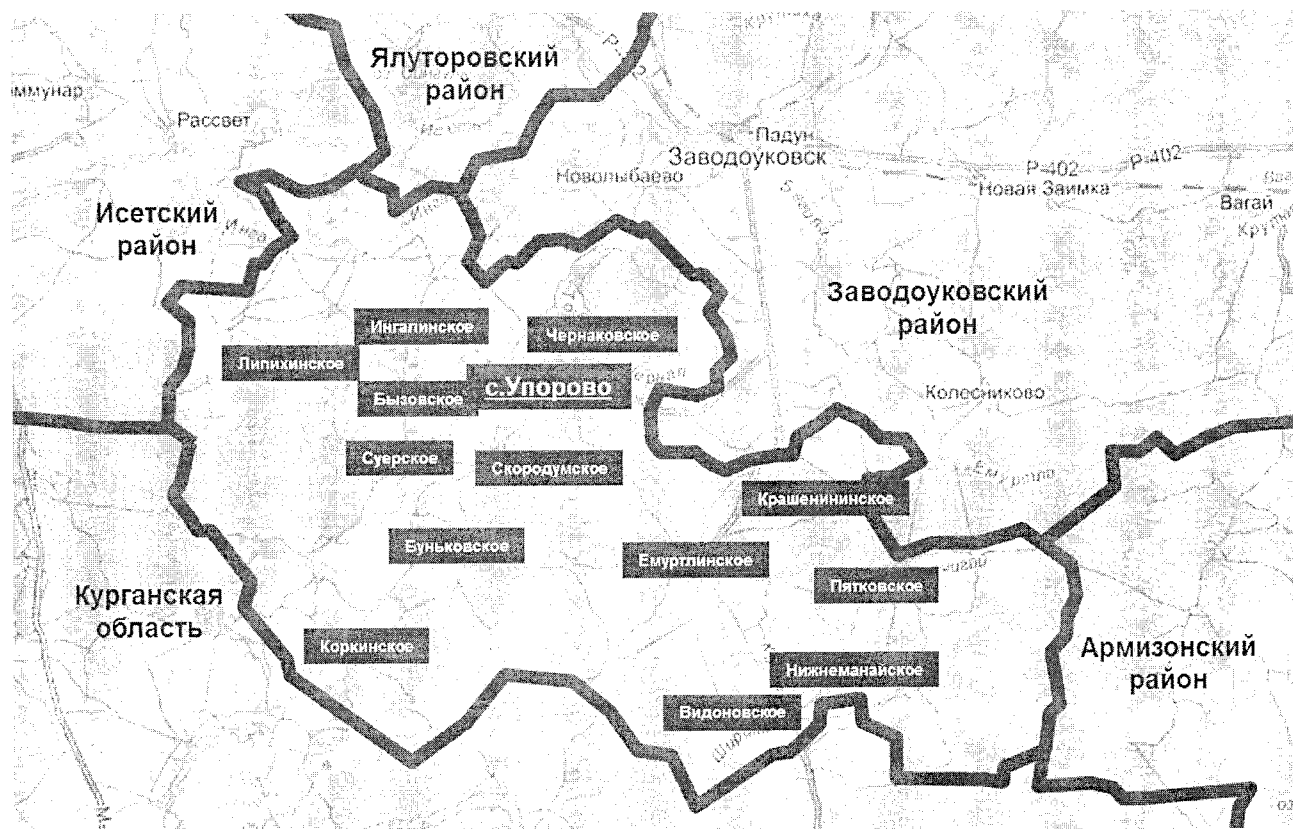 Ялуторовский
район
Рассвет
Падун
Заводоуковск
Р-402
Р-402
Новолыбаево
Новая Заимка
Вагай
Исетский
район
Инга
Заводоуковский
район
Ингалинское
Чернаковское
Липихинское
с.Упорово
Бызовское
Колесниково
Суерское
Скородумское
Крашенининское
Буньковское
Емуртлинское
Пятковское
Курганская
область
Коркинское
Армизонский
район
Нижнеманайское
Видоновское